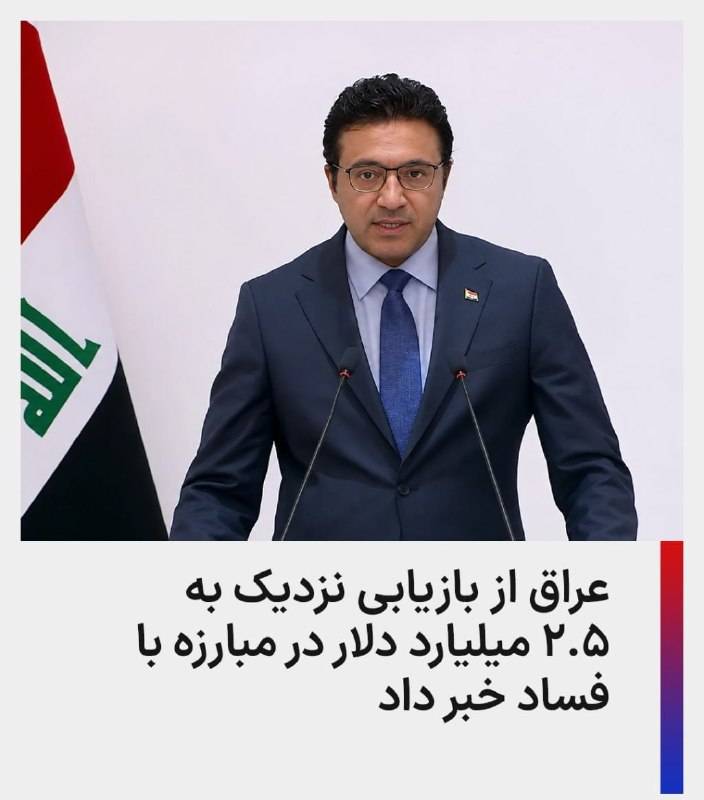 عراق از بازیابی نزدیک به
۲.۵ میلیارد دلار در مبارزه با
فساد خبر داد